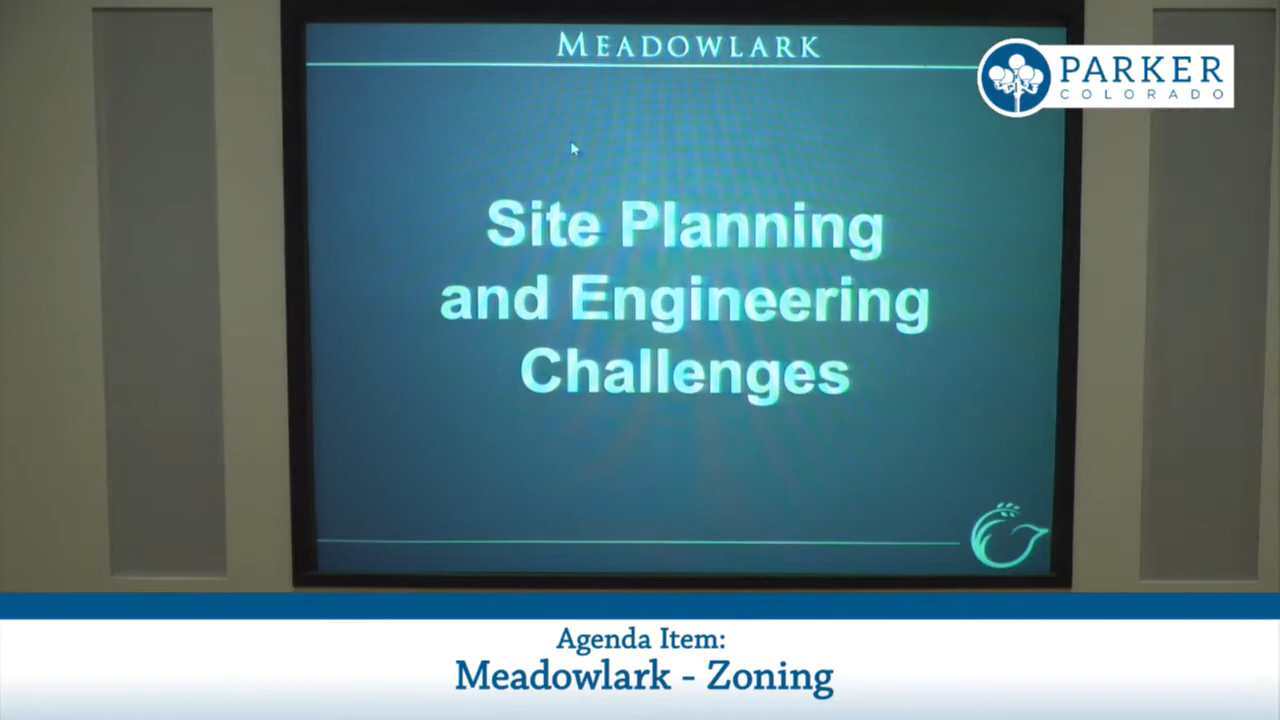 MEADOWLARK
PARKER
COLORADO
Site Planning
and Engineering
Challenges
Agenda Item:
Meadowlark - Zoning